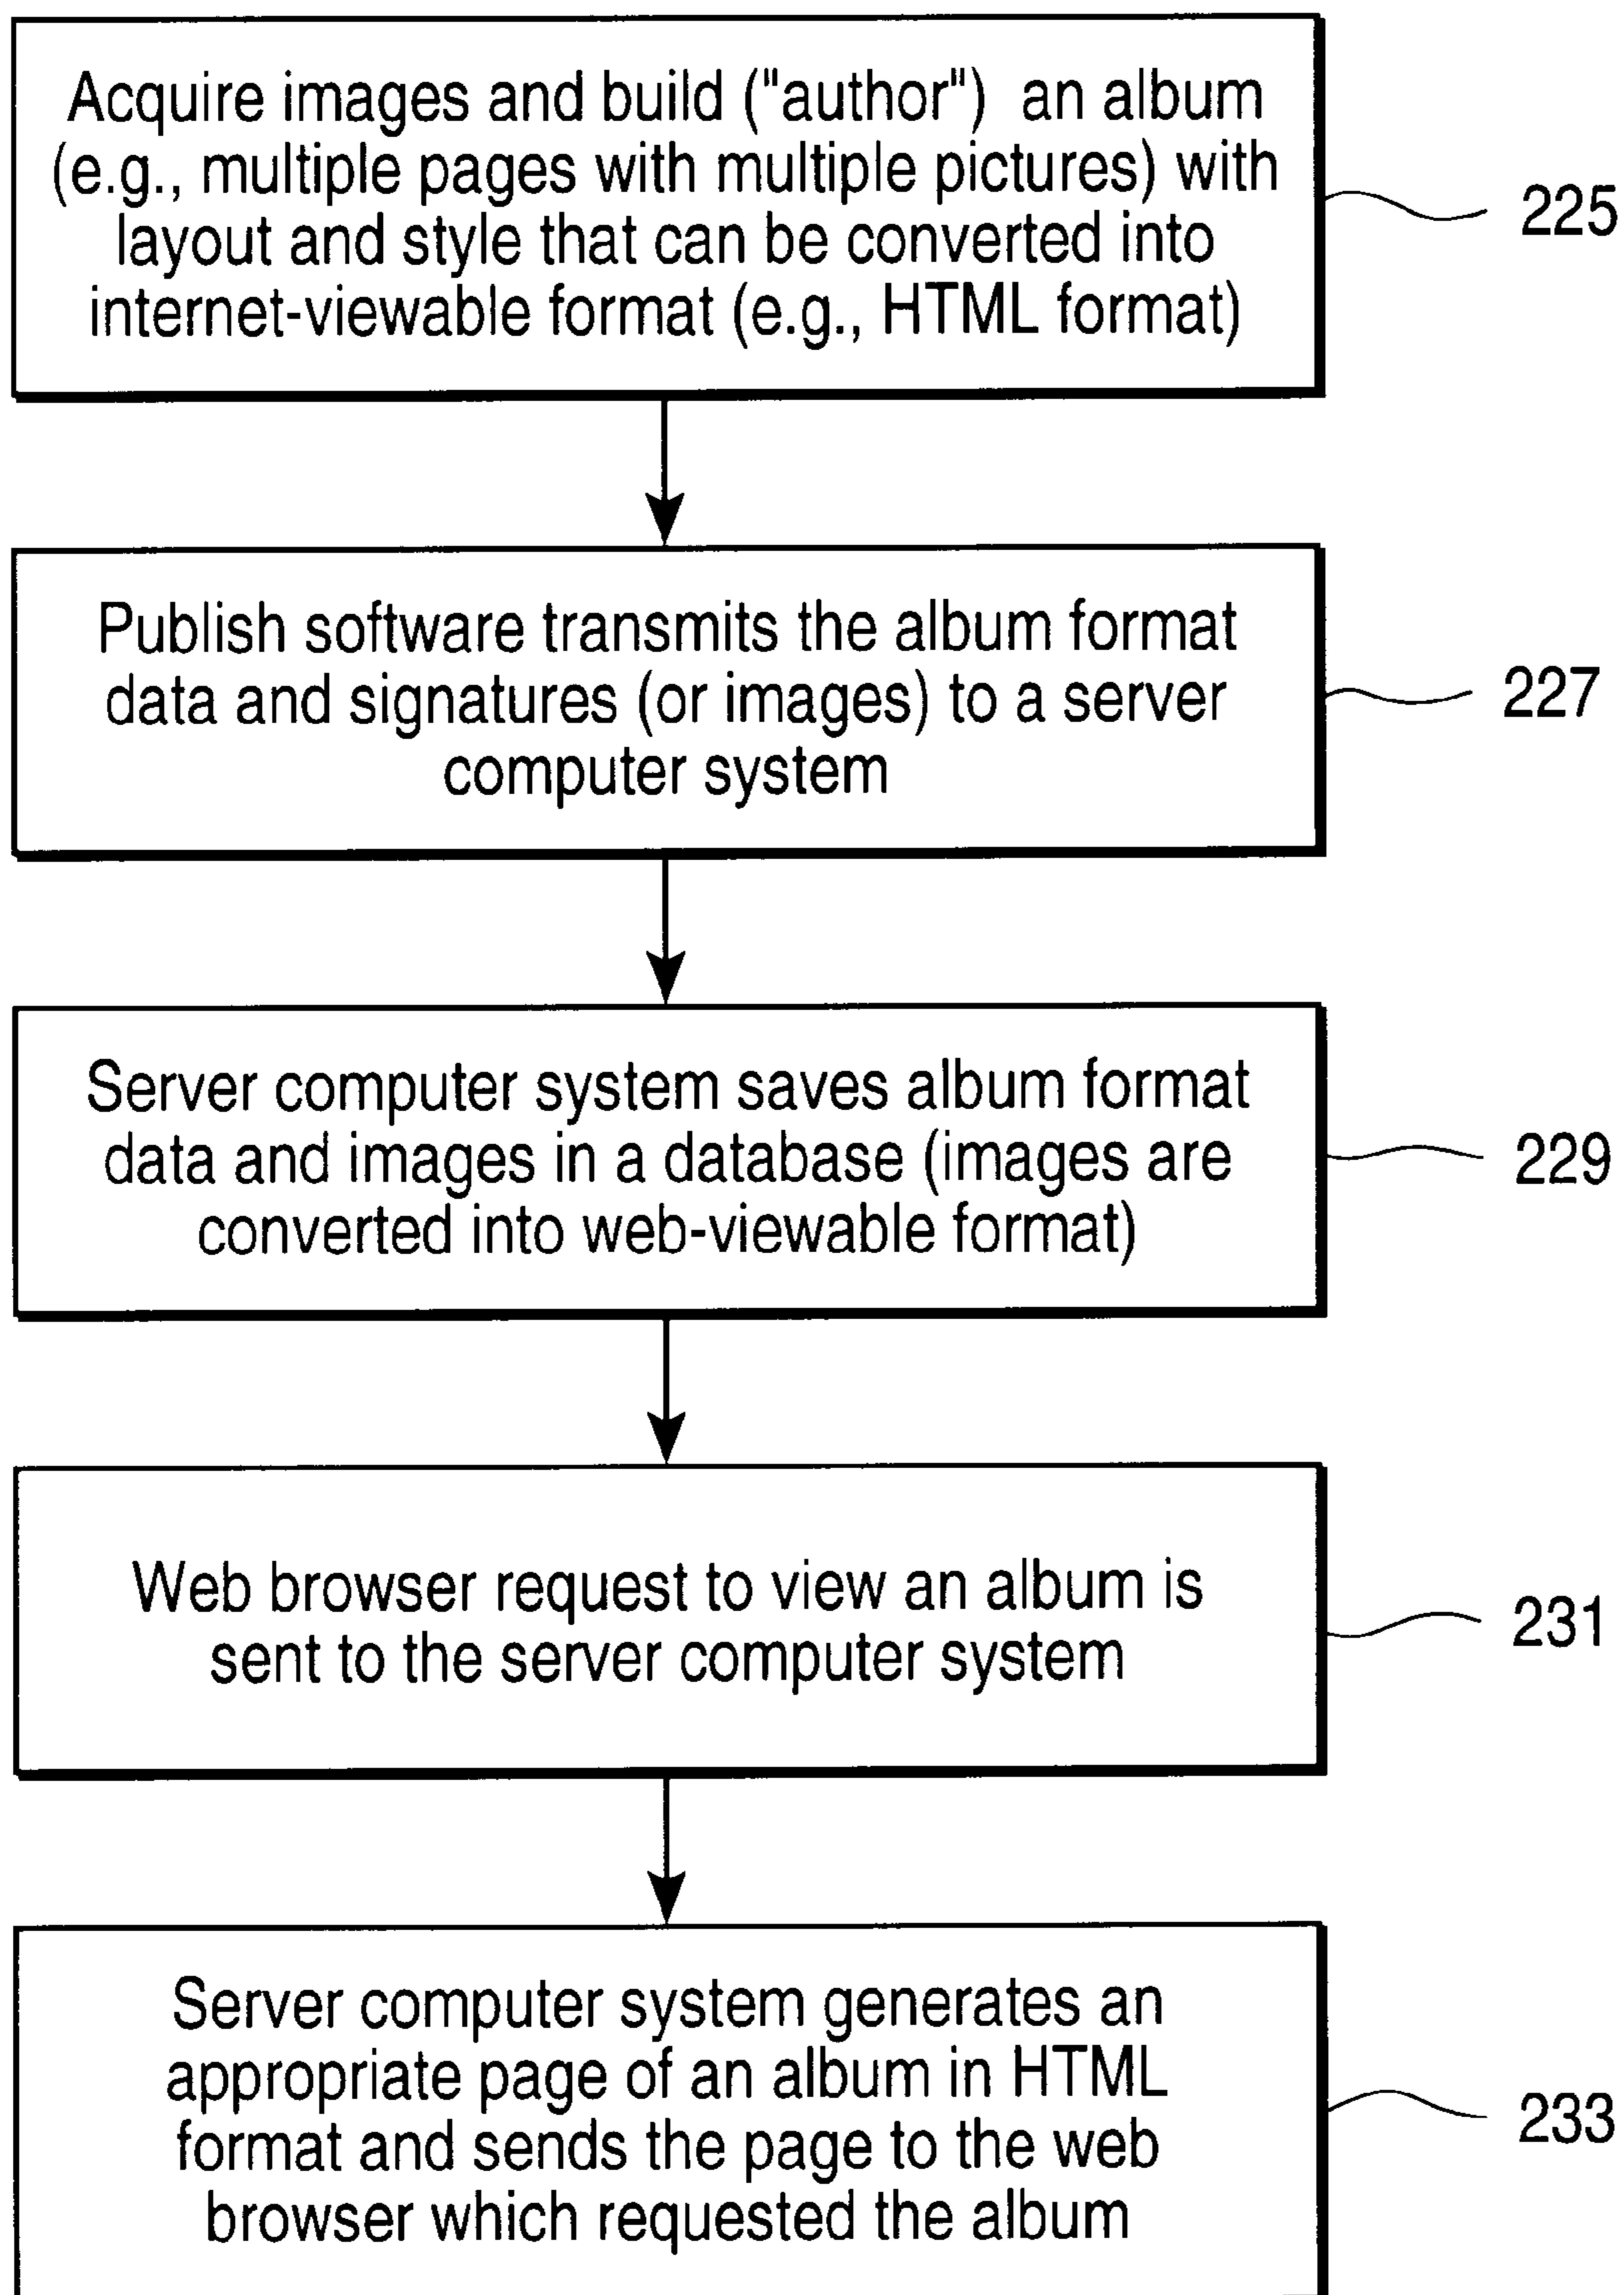 Acquire images and build ("author") an album
(e.g., multiple pages with multiple pictures) with
layout and style that can be converted into
internet-viewable format (e.g., HTML format)
225
Publish software transmits the album format
data and signatures (or images) to a server
computer system
227
Server computer system saves album format
data and images in a database (images are
converted into web-viewable format)
229
Web browser request to view an album is
sent to the server computer system
231
Server computer system generates an
appropriate page of an album in HTML
format and sends the page to the web
browser which requested the album
233